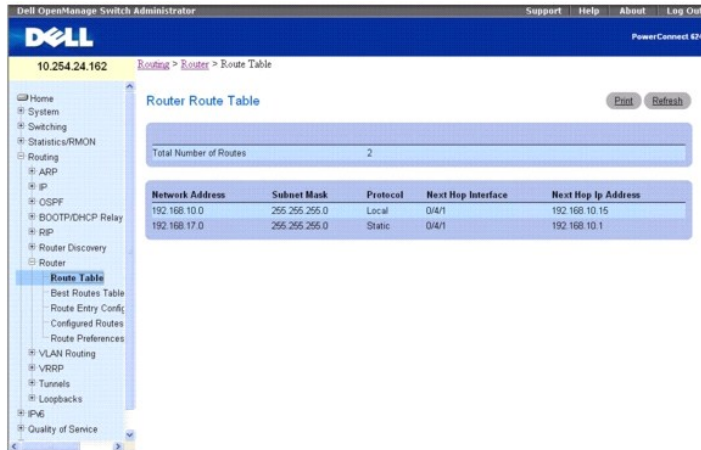 Dell OpenManage Switch Administrator Support Help About Log Out
DELL
PowerConnect 624
10.254.24.162
Routing > Router > Route Table
Home
System
Switching
Statistics/RMON
Routing
ARP
IP
OSPF
BOOTP/DHCP Relay
RIP
Router Discovery
Router
Route Table
Best Routes Table
Route Entry Config
Configured Routes
Route Preferences
VLAN Routing
VRRP
Tunnels
Loopbacks
IPv6
Quality of Service
Router Route Table
Print Refresh
Total Number of Routes 2
Network Address Subnet Mask Protocol Next Hop Interface Next Hop Ip Address
192.168.10.0 255.255.255.0 Local 0/4/1 192.168.10.15
192.168.17.0 255.255.255.0 Static 0/4/1 192.168.10.1